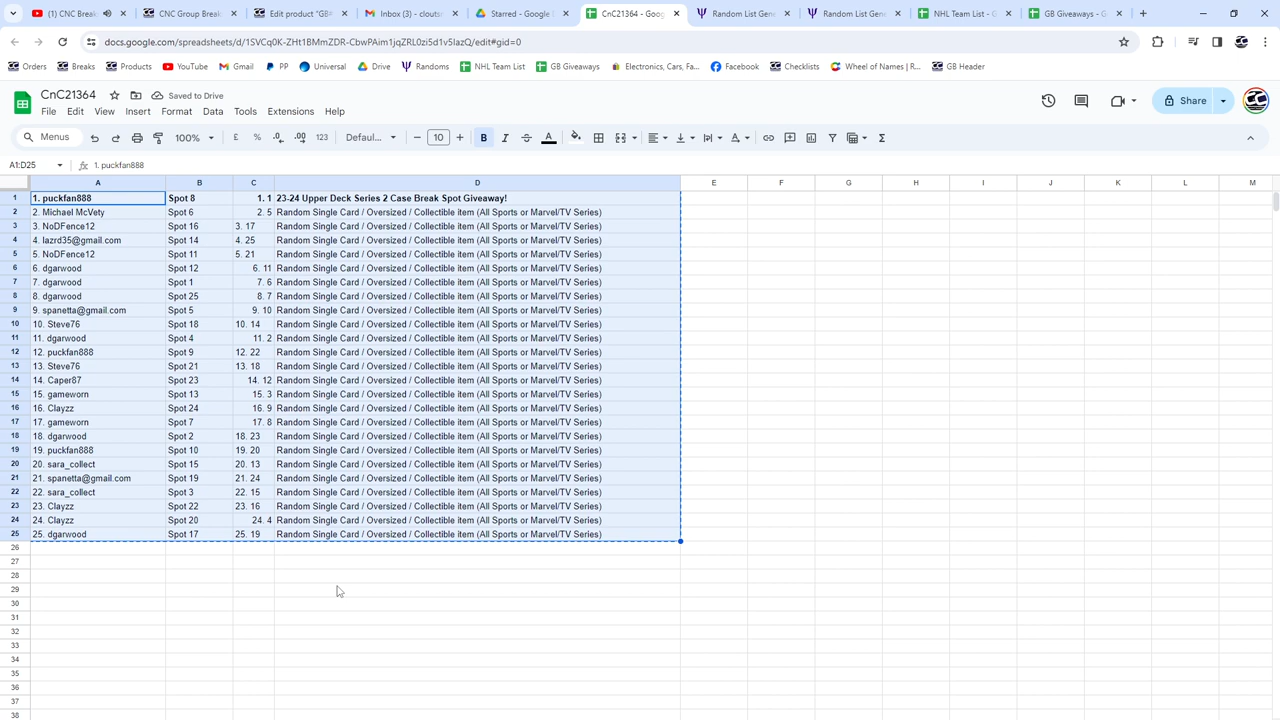 (1) CNC Break
CNC Group Break
Edit product "GB#
Inbox (3) - clouts
Starred - Google
CnC21364 - Goo
Random List Gen
Random List Gen
NHL Team List - G
GB Giveaways - G
docs.google.com/spreadsheets/d/1SVCq0K-ZHt1BMmZDR-CbwPAim1jqZRL0zi5d1v5IazQ/edit#gid=0
Orders
Breaks
Products
YouTube
Gmail
PP
Universal
Drive
Randoms
NHL Team List
GB Giveaways
Electronics, Cars, Fa...
Facebook
Checklists
Wheel of Names | R...
GB Header
CnC21364
Saved to Drive
File Edit View Insert Format Data Tools Extensions Help
Share
Menus
100%
£ % .0 .00 123
Defaul...
10
B I A
A1:D25
1. puckfan888
A B C D E F G H I J K L M
1 1. puckfan888 Spot 8 1. 1 23-24 Upper Deck Series 2 Case Break Spot Giveaway!
2 2. Michael McVety Spot 6 2. 5 Random Single Card / Oversized / Collectible item (All Sports or Marvel/TV Series)
3 3. NoDFence12 Spot 16 3. 17 Random Single Card / Oversized / Collectible item (All Sports or Marvel/TV Series)
4 4. lazrd35@gmail.com Spot 14 4. 25 Random Single Card / Oversized / Collectible item (All Sports or Marvel/TV Series)
5 5. NoDFence12 Spot 11 5. 21 Random Single Card / Oversized / Collectible item (All Sports or Marvel/TV Series)
6 6. dgarwood Spot 12 6. 11 Random Single Card / Oversized / Collectible item (All Sports or Marvel/TV Series)
7 7. dgarwood Spot 1 7. 6 Random Single Card / Oversized / Collectible item (All Sports or Marvel/TV Series)
8 8. dgarwood Spot 25 8. 7 Random Single Card / Oversized / Collectible item (All Sports or Marvel/TV Series)
9 9. spanetta@gmail.com Spot 5 9. 10 Random Single Card / Oversized / Collectible item (All Sports or Marvel/TV Series)
10 10. Steve76 Spot 18 10. 14 Random Single Card / Oversized / Collectible item (All Sports or Marvel/TV Series)
11 11. dgarwood Spot 4 11. 2 Random Single Card / Oversized / Collectible item (All Sports or Marvel/TV Series)
12 12. puckfan888 Spot 9 12. 22 Random Single Card / Oversized / Collectible item (All Sports or Marvel/TV Series)
13 13. Steve76 Spot 21 13. 18 Random Single Card / Oversized / Collectible item (All Sports or Marvel/TV Series)
14 14. Caper87 Spot 23 14. 12 Random Single Card / Oversized / Collectible item (All Sports or Marvel/TV Series)
15 15. gameworn Spot 13 15. 3 Random Single Card / Oversized / Collectible item (All Sports or Marvel/TV Series)
16 16. Clayzz Spot 24 16. 9 Random Single Card / Oversized / Collectible item (All Sports or Marvel/TV Series)
17 17. gameworn Spot 7 17. 8 Random Single Card / Oversized / Collectible item (All Sports or Marvel/TV Series)
18 18. dgarwood Spot 2 18. 23 Random Single Card / Oversized / Collectible item (All Sports or Marvel/TV Series)
19 19. puckfan888 Spot 10 19. 20 Random Single Card / Oversized / Collectible item (All Sports or Marvel/TV Series)
20 20. sara_collect Spot 15 20. 13 Random Single Card / Oversized / Collectible item (All Sports or Marvel/TV Series)
21 21. spanetta@gmail.com Spot 19 21. 24 Random Single Card / Oversized / Collectible item (All Sports or Marvel/TV Series)
22 22. sara_collect Spot 3 22. 15 Random Single Card / Oversized / Collectible item (All Sports or Marvel/TV Series)
23 23. Clayzz Spot 22 23. 16 Random Single Card / Oversized / Collectible item (All Sports or Marvel/TV Series)
24 24. Clayzz Spot 20 24. 4 Random Single Card / Oversized / Collectible item (All Sports or Marvel/TV Series)
25 25. dgarwood Spot 17 25. 19 Random Single Card / Oversized / Collectible item (All Sports or Marvel/TV Series)
26
27
28
29
30
31
32
33
34
35
36
37
38